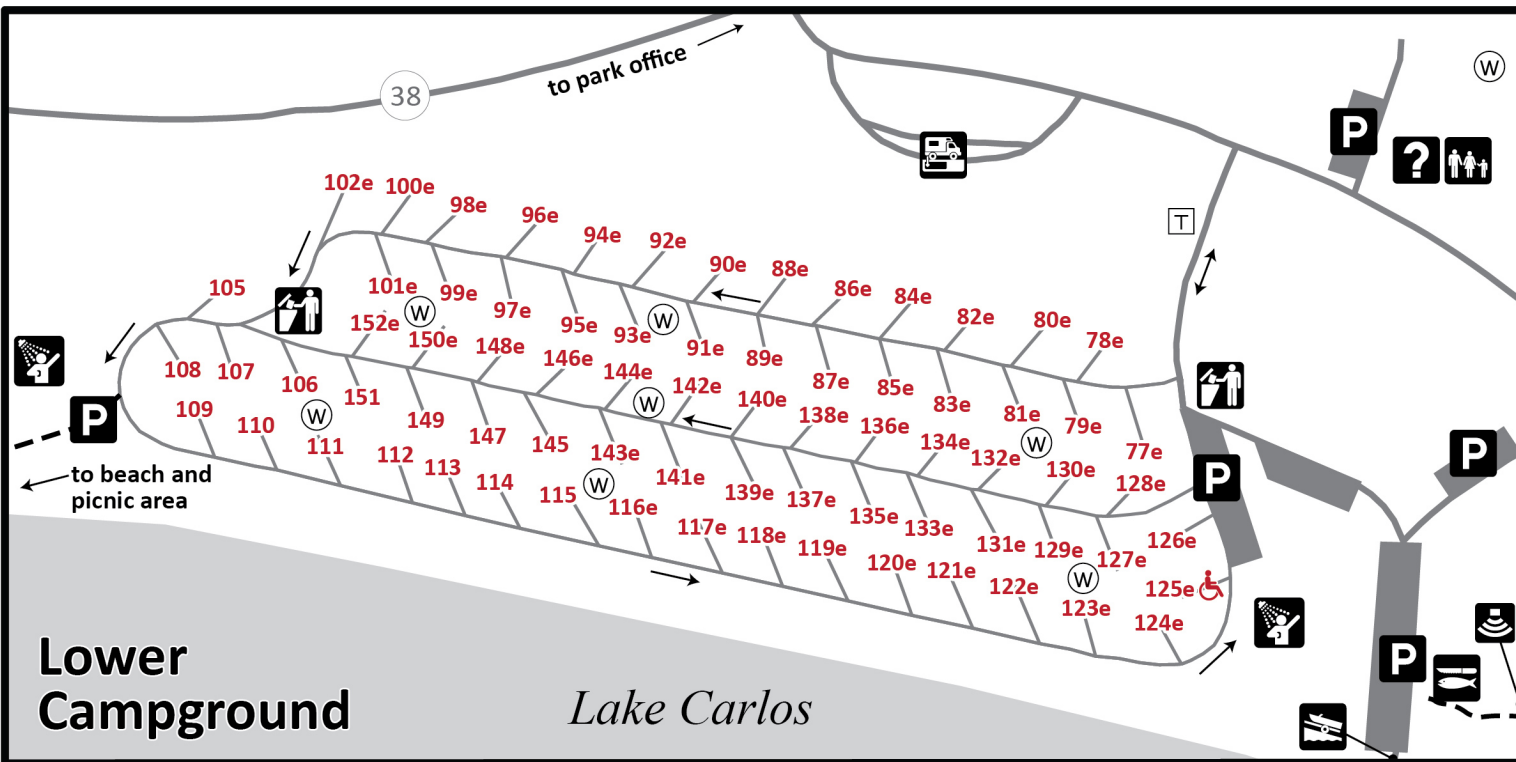 to park office
38
W
P
?
T
102e
100e
98e
96e
94e
92e
90e
88e
86e
84e
82e
80e
78e
105
101e
99e
97e
95e
93e
91e
89e
87e
85e
83e
81e
79e
77e
W
W
W
152e
150e
148e
146e
144e
142e
140e
138e
136e
134e
132e
130e
128e
W
108
107
106
151
149
147
145
143e
141e
139e
137e
135e
133e
131e
129e
127e
126e
125e
W
W
W
109
110
111
112
113
114
115
116e
117e
118e
119e
120e
121e
122e
123e
124e
P
P
P
P
to beach and
picnic area
Lower
Campground
Lake Carlos